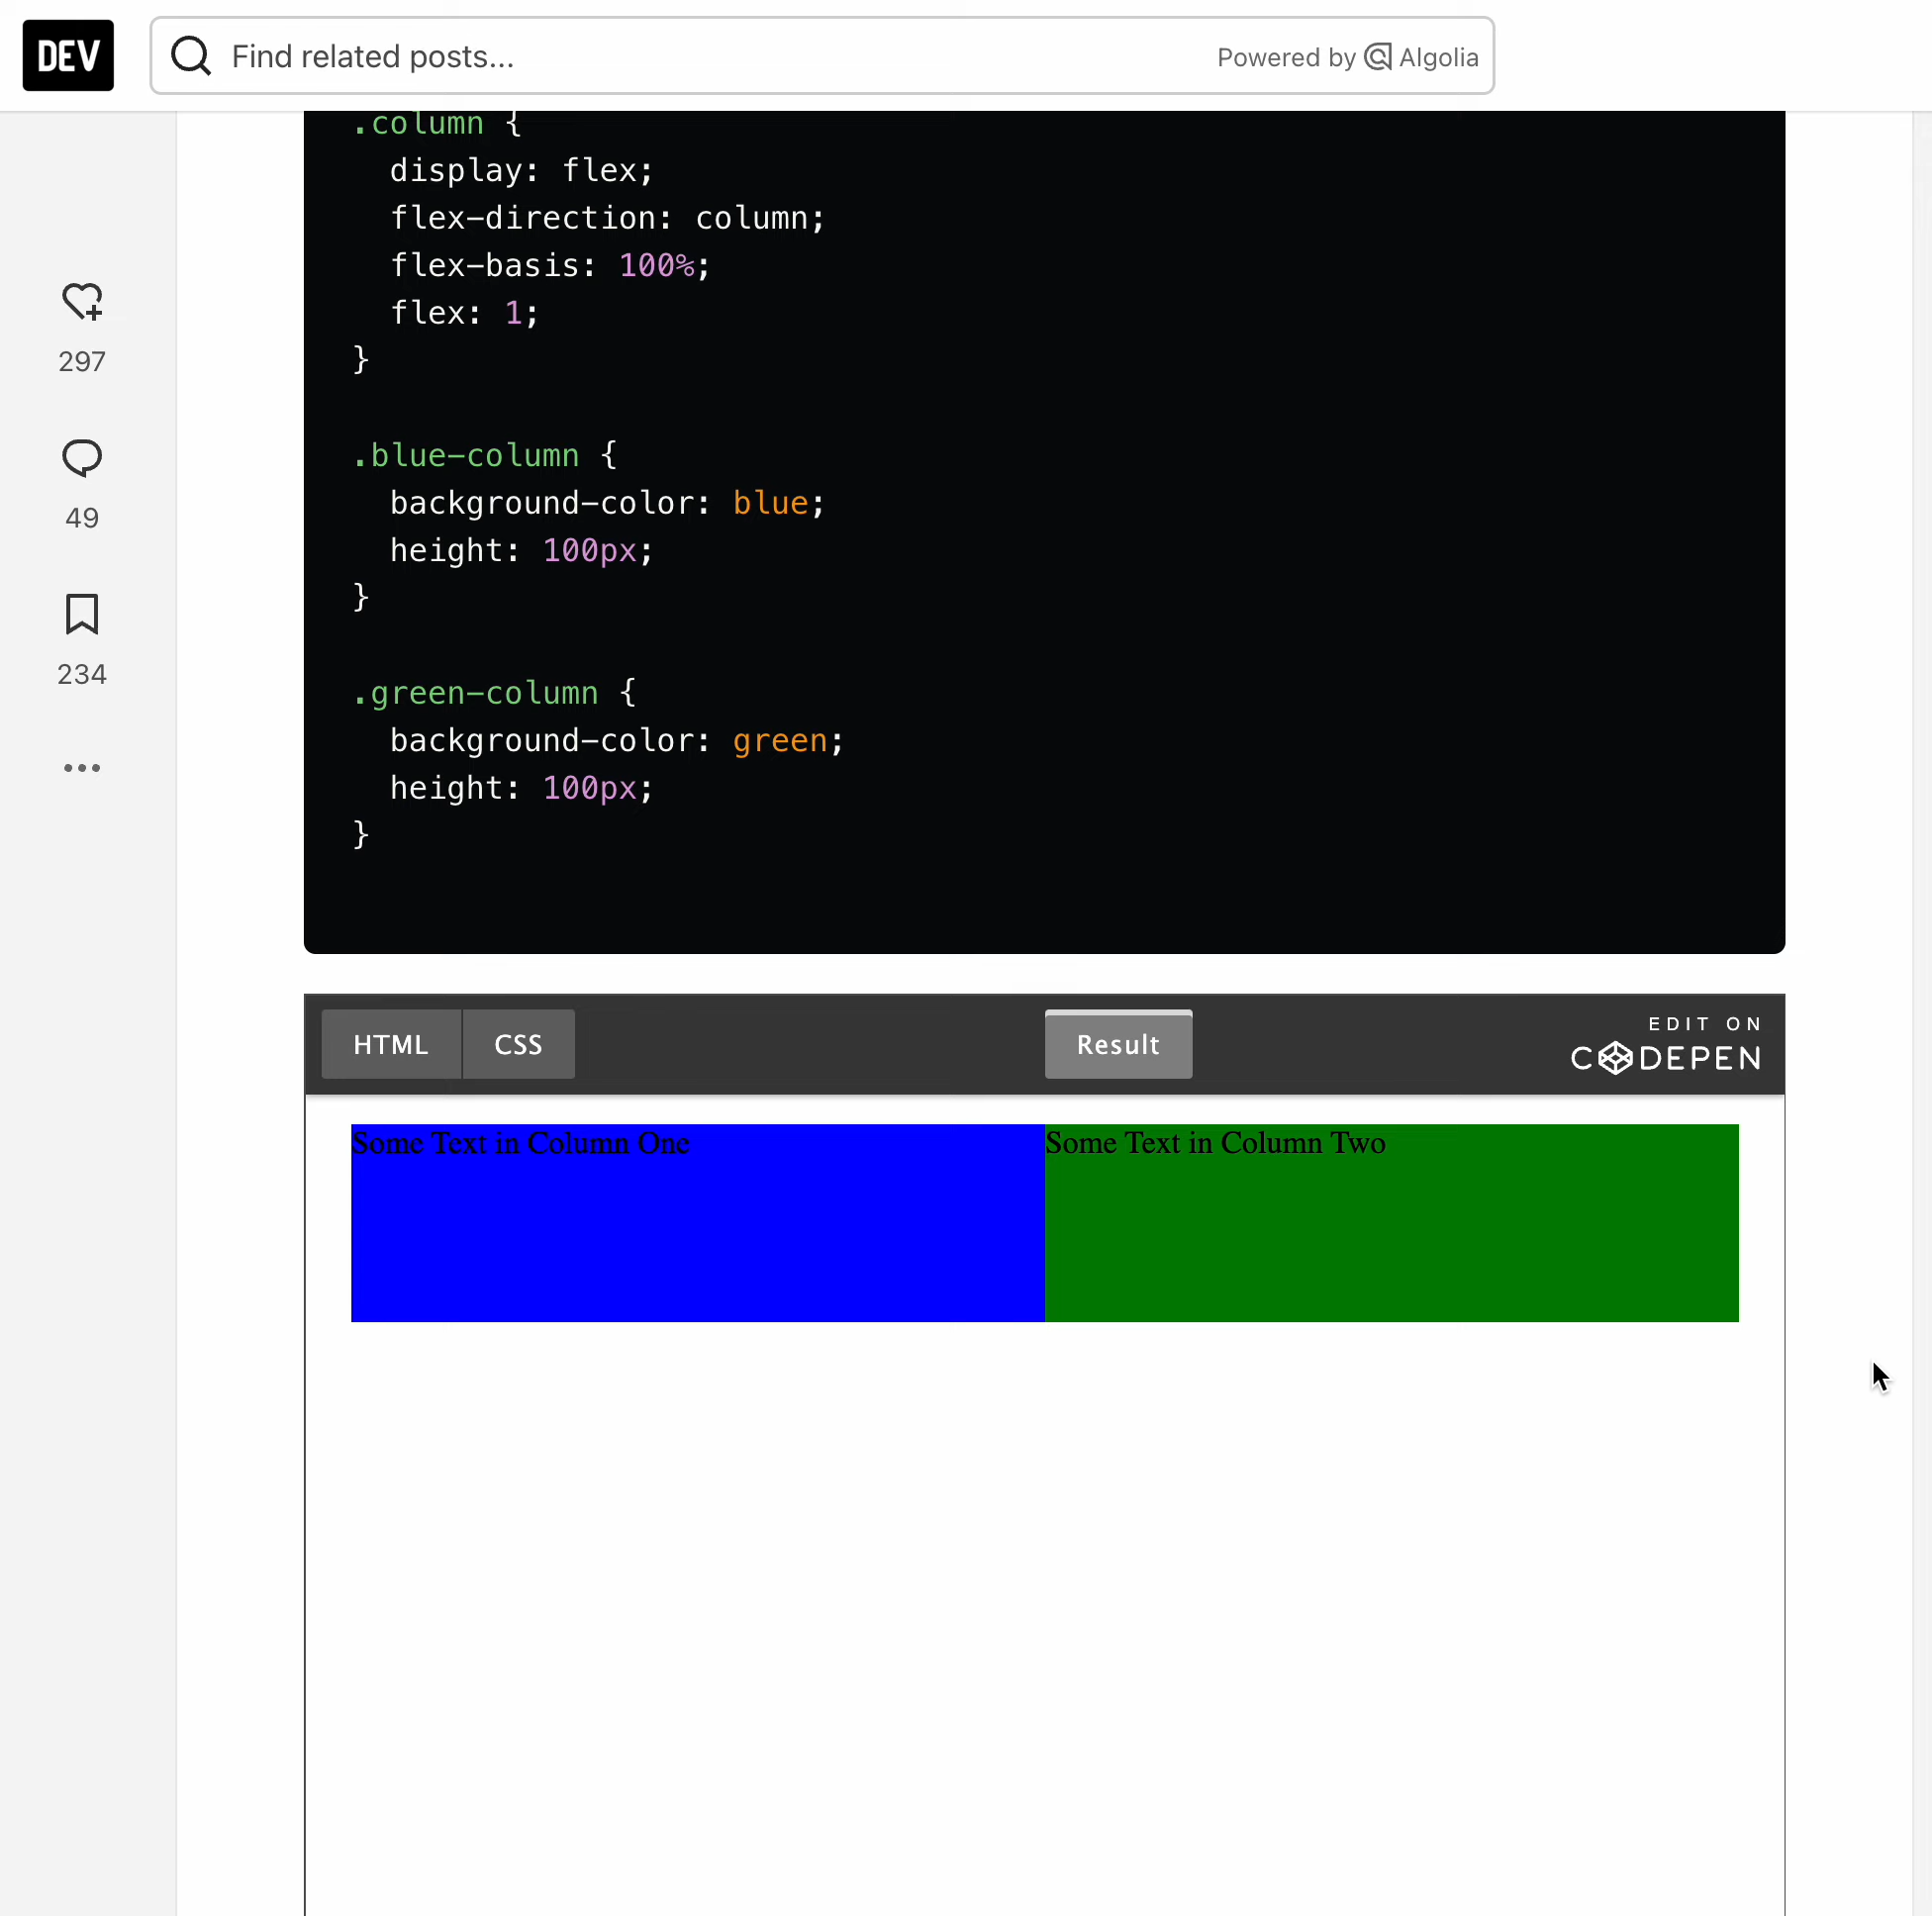 DEV
Find related posts...
Powered by Algolia
.column {
display: flex;
flex-direction: column;
flex-basis: 100%;
flex: 1;
}
297
.blue-column {
background-color: blue;
height: 100px;
}
49
234
.green-column {
background-color: green;
height: 100px;
}
HTML
CSS
Result
EDIT ON
CODEPEN
Some Text in Column One
Some Text in Column Two